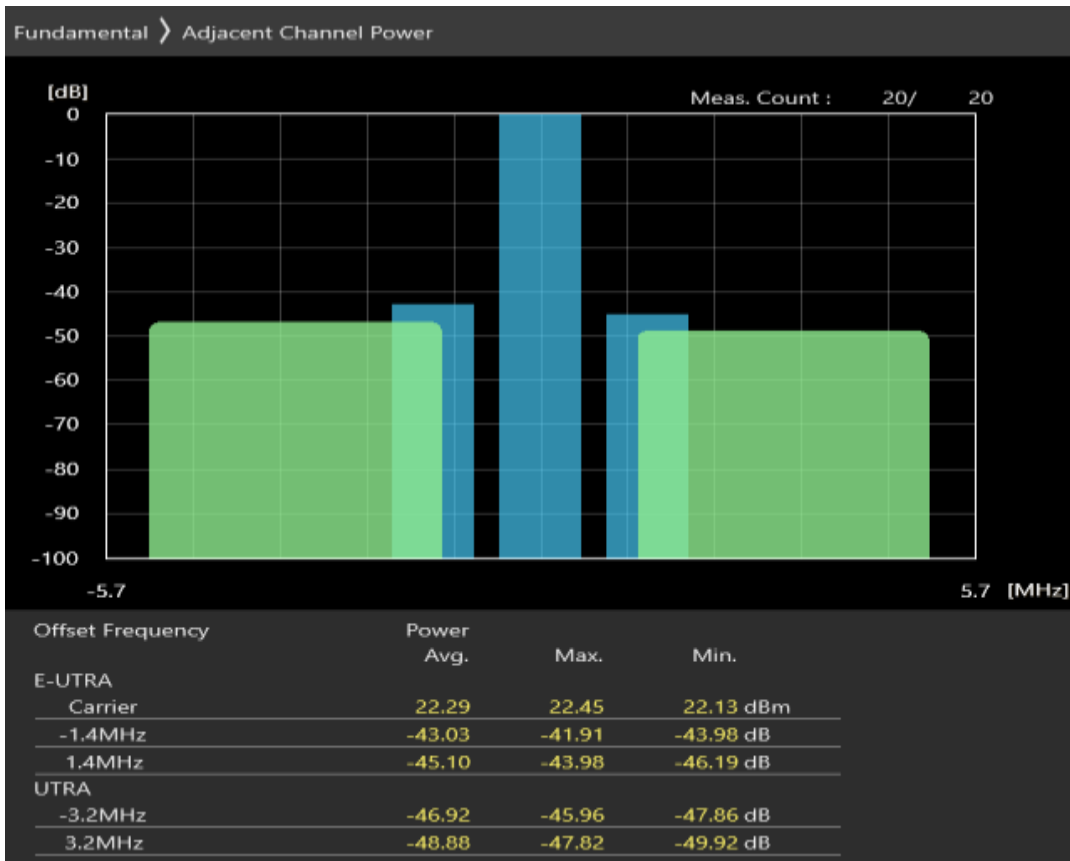 Fundamental 〉 Adjacent Channel Power
[dB]
Meas. Count : 20/ 20
0
-10
-20
-30
-40
-50
-60
-70
-80
-90
-100
-5.7 5.7 [MHz]
Offset Frequency Power
Avg. Max. Min.
E-UTRA
Carrier 22.29 22.45 22.13 dBm
-1.4MHz -43.03 -41.91 -43.98 dB
1.4MHz -45.10 -43.98 -46.19 dB
UTRA
-3.2MHz -46.92 -45.96 -47.86 dB
3.2MHz -48.88 -47.82 -49.92 dB